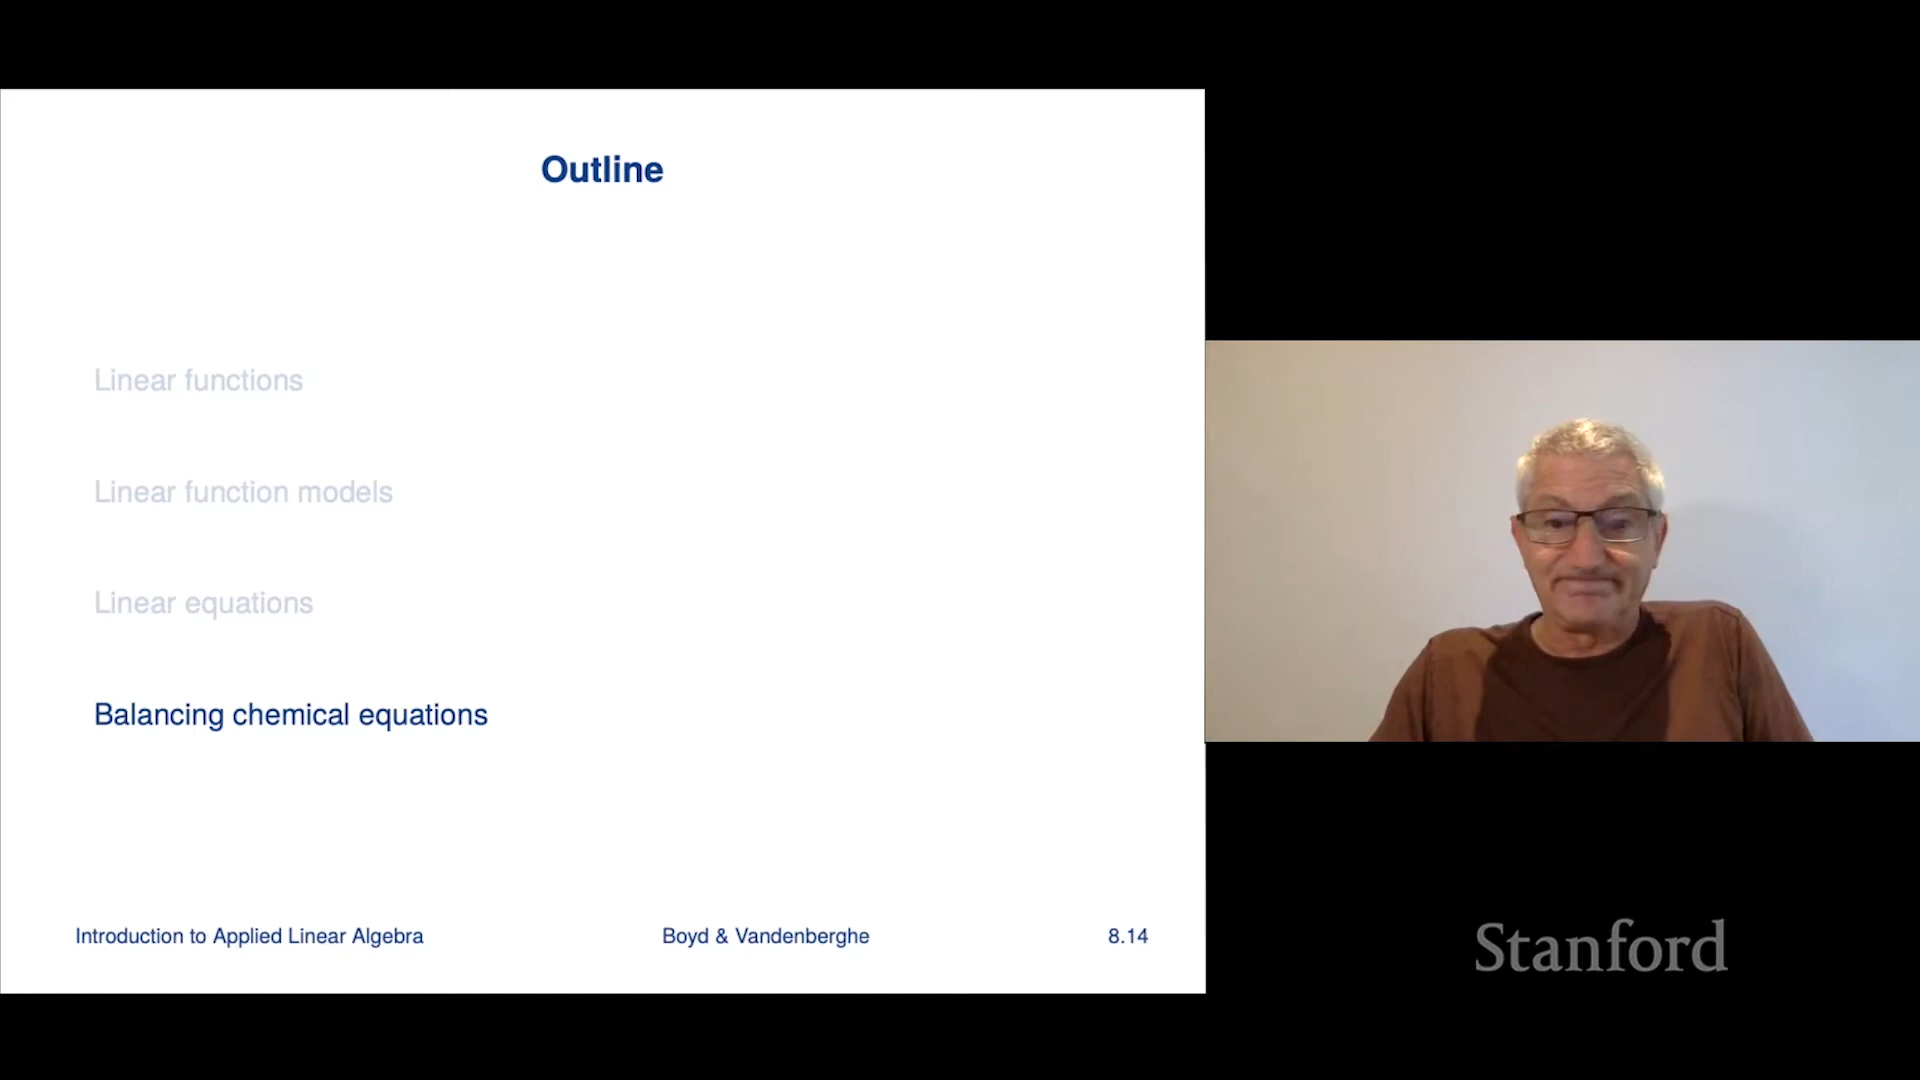 Outline
Linear functions
Linear function models
Linear equations
Balancing chemical equations
Introduction to Applied Linear Algebra Boyd & Vandenberghe 8.14
Stanford